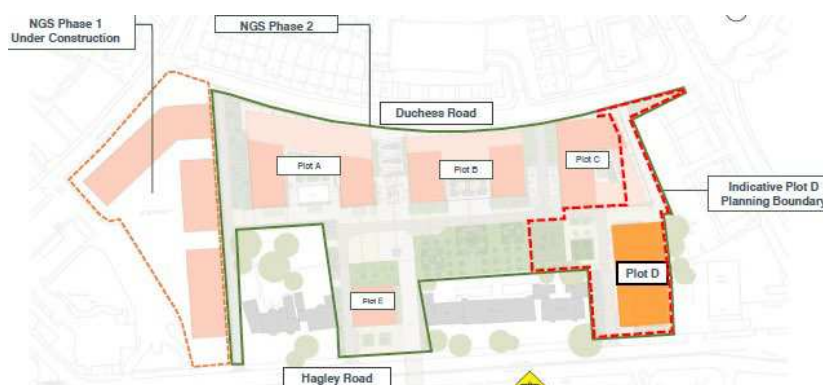 NGS Phase 1
Under Construction
NGS Phase 2
Duchess Road
Plot A
Plot B
Plot C
Indicative Plot D
Planning Boundary
Plot D
Plot E
Hagley Road